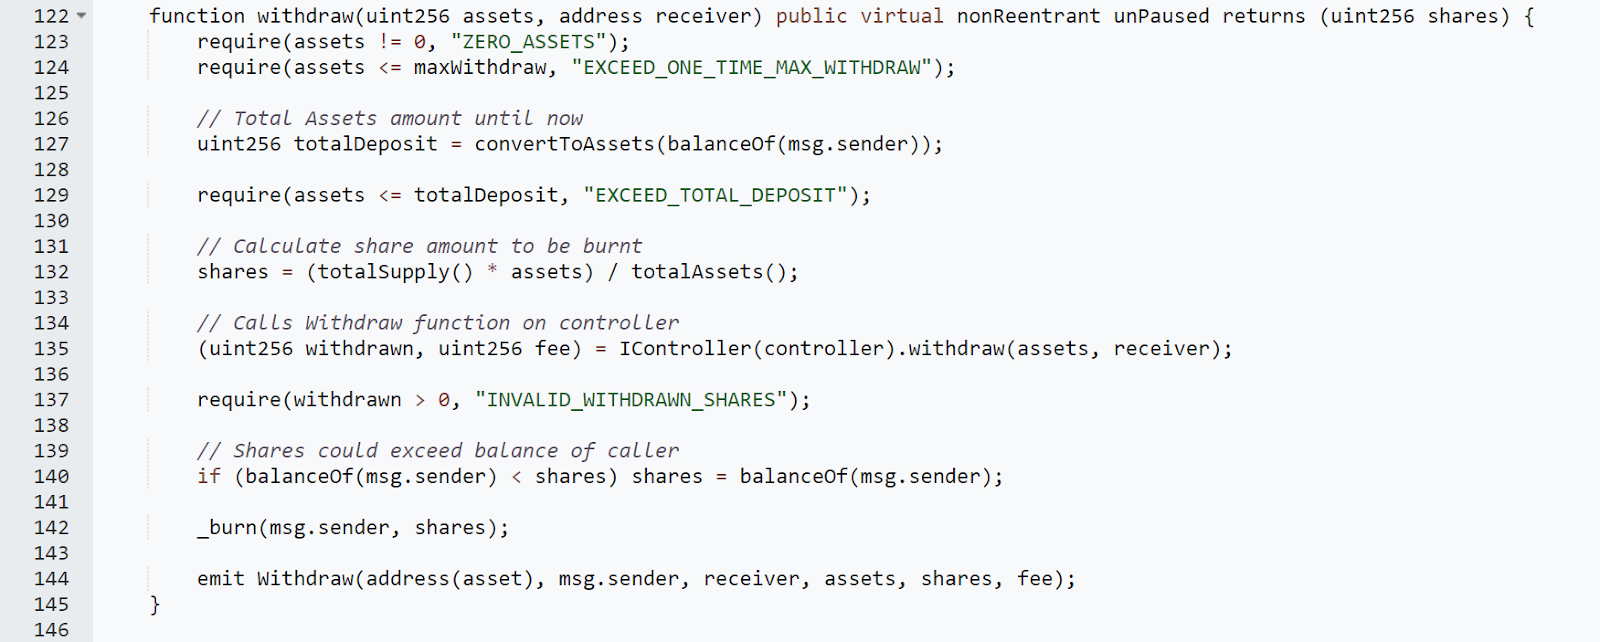 122 function withdraw(uint256 assets, address receiver) public virtual nonReentrant unPaused returns (uint256 shares) {
123 require(assets != 0, "ZERO_ASSETS");
124 require(assets <= maxWithdraw, "EXCEED_ONE_TIME_MAX_WITHDRAW");
125
126 // Total Assets amount until now
127 uint256 totalDeposit = convertToAssets(balanceOf(msg.sender));
128
129 require(assets <= totalDeposit, "EXCEED_TOTAL_DEPOSIT");
130
131 // Calculate share amount to be burnt
132 shares = (totalSupply() * assets) / totalAssets();
133
134 // Calls Withdraw function on controller
135 (uint256 withdrawn, uint256 fee) = IController(controller).withdraw(assets, receiver);
136
137 require(withdrawn > 0, "INVALID_WITHDRAWN_SHARES");
138
139 // Shares could exceed balance of caller
140 if (balanceOf(msg.sender) < shares) shares = balanceOf(msg.sender);
141
142 _burn(msg.sender, shares);
143
144 emit Withdraw(address(asset), msg.sender, receiver, assets, shares, fee);
145 }
146